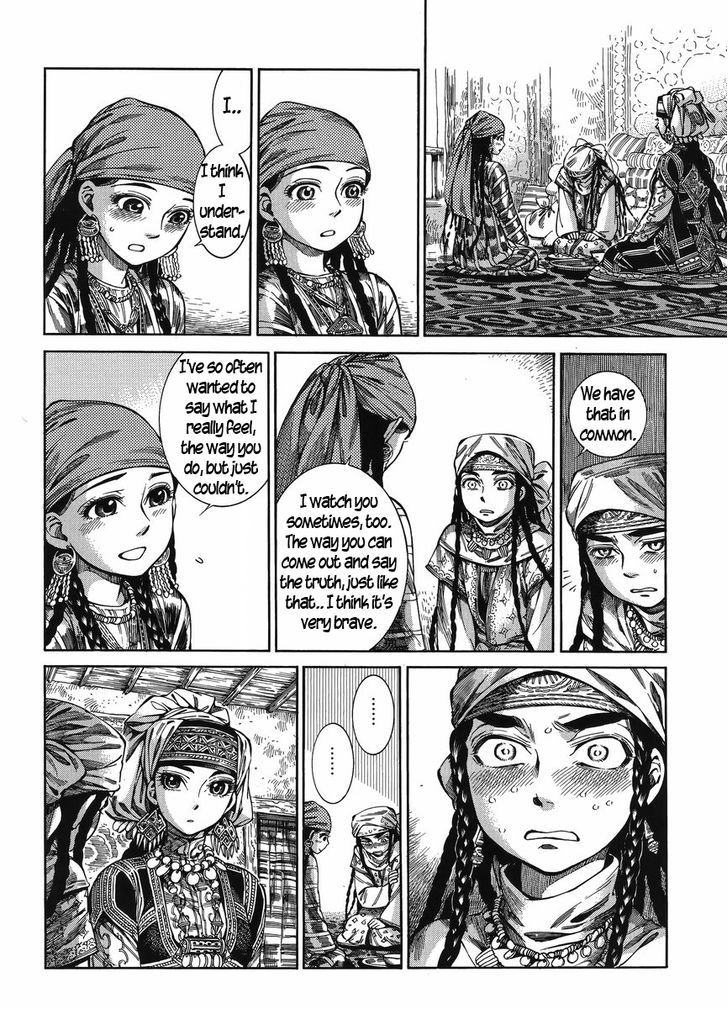 I..
I think
I
under-
stand.
We have
that in
common.
I watch you
sometimes, too.
The way you can
come out and say
the truth, just like
that.. I think it's
very brave.
I've so often
wanted to
say what I
really feel,
the way you
do, but just
couldn't.
......
......